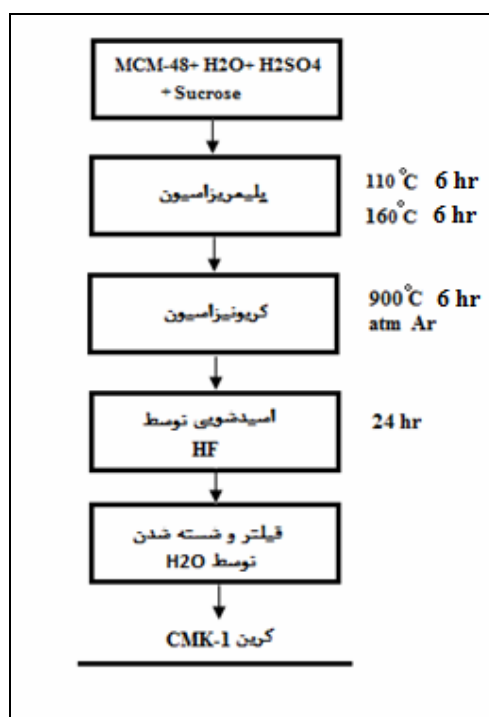 MCM-48+ H2O+ H2SO4
+ Sucrose
پلیمریزاسیون
110°C 6 hr
160°C 6 hr
کربونیزاسیون
900°C 6 hr
atm Ar
اسیدشویی توسط
HF
24 hr
فیلتر و شسته شدن
توسط H2O
کربن CMK-1